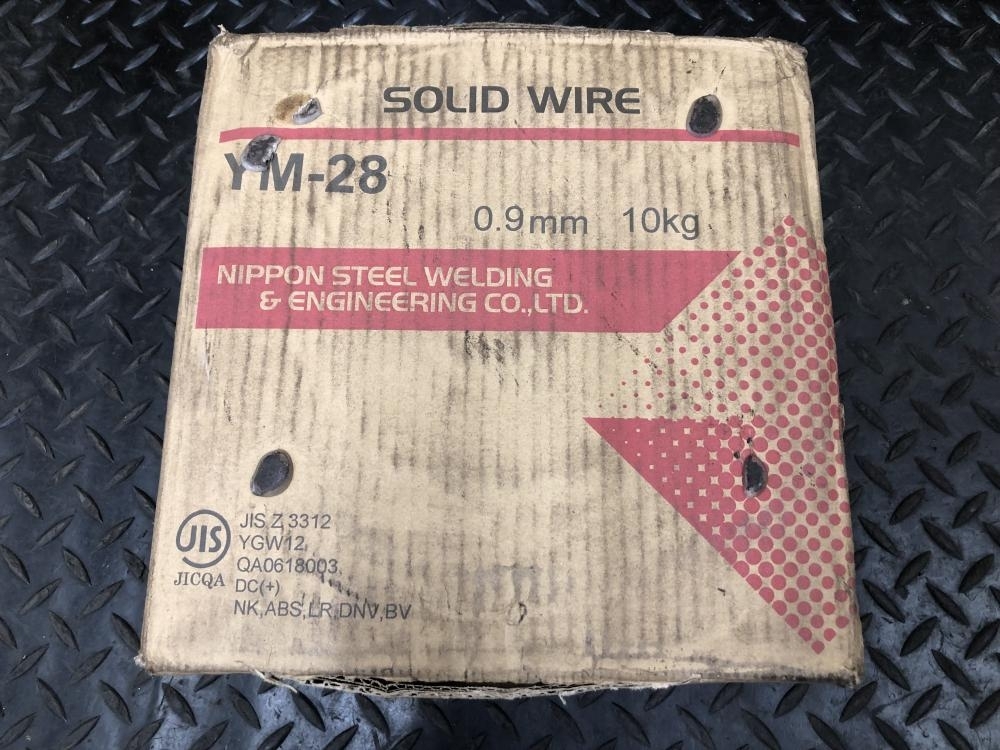 SOLID WIRE
YM-28
0.9mm 10kg
NIPPON STEEL WELDING
& ENGINEERING CO.,LTD.
JIS
JICQA
JIS Z 3312
YGW12
QA0618003
DC(+)
NK,ABS,LR,DNV,BV